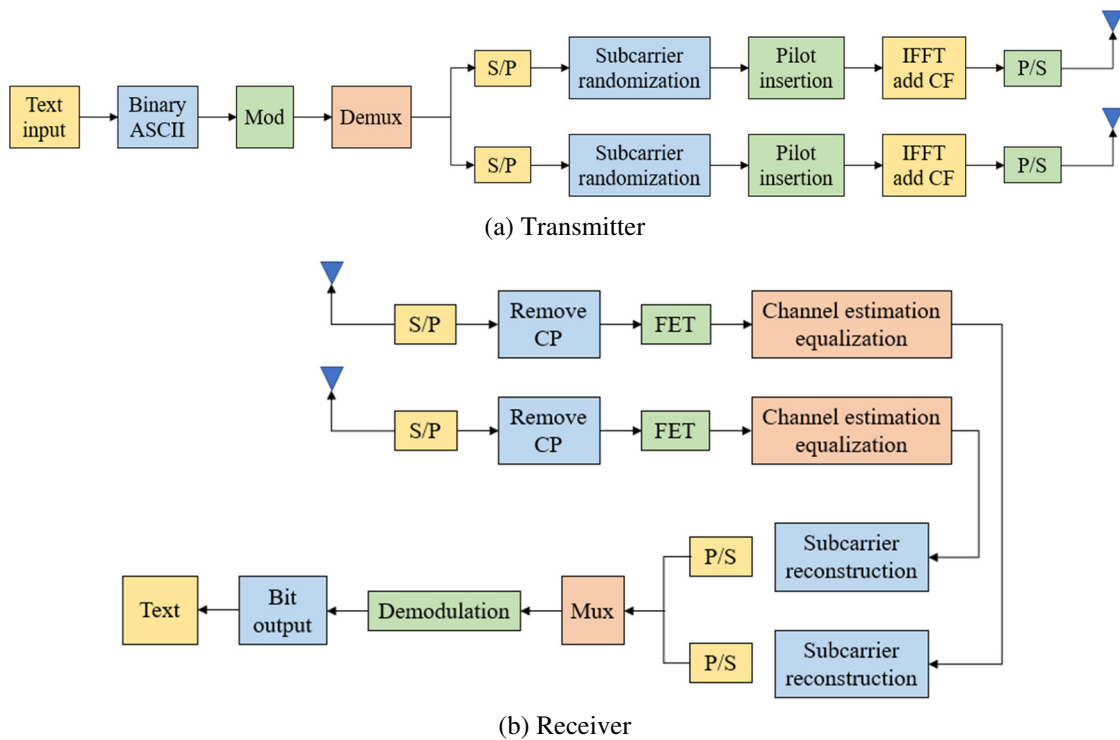 S/P
Subcarrier
randomization
Pilot
insertion
IFFT
add CF
P/S
Text
input
Binary
ASCII
Mod
Demux
S/P
Subcarrier
randomization
Pilot
insertion
IFFT
add CF
P/S
(a) Transmitter
S/P
Remove
CP
FET
Channel estimation
equalization
S/P
Remove
CP
FET
Channel estimation
equalization
P/S
Subcarrier
reconstruction
Text
Bit
output
Demodulation
Mux
P/S
Subcarrier
reconstruction
(b) Receiver